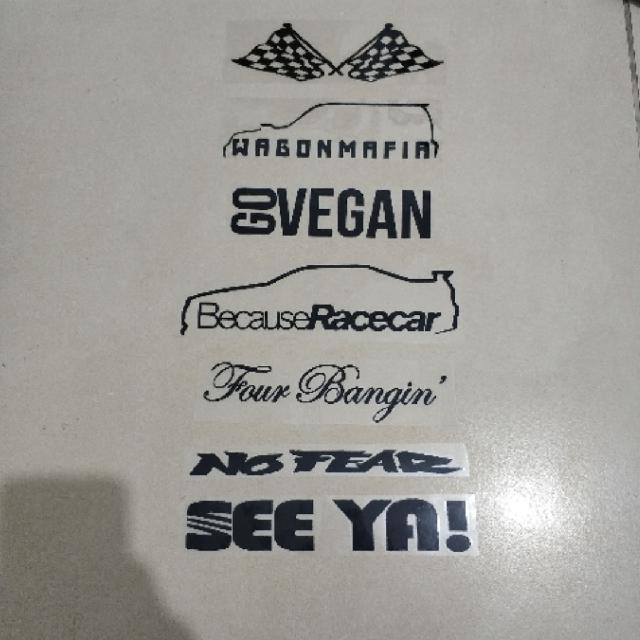 WAGONMAFIA
GO VEGAN
BecauseRacecar
Four Bangin'
NO FEAR
SEE YA!